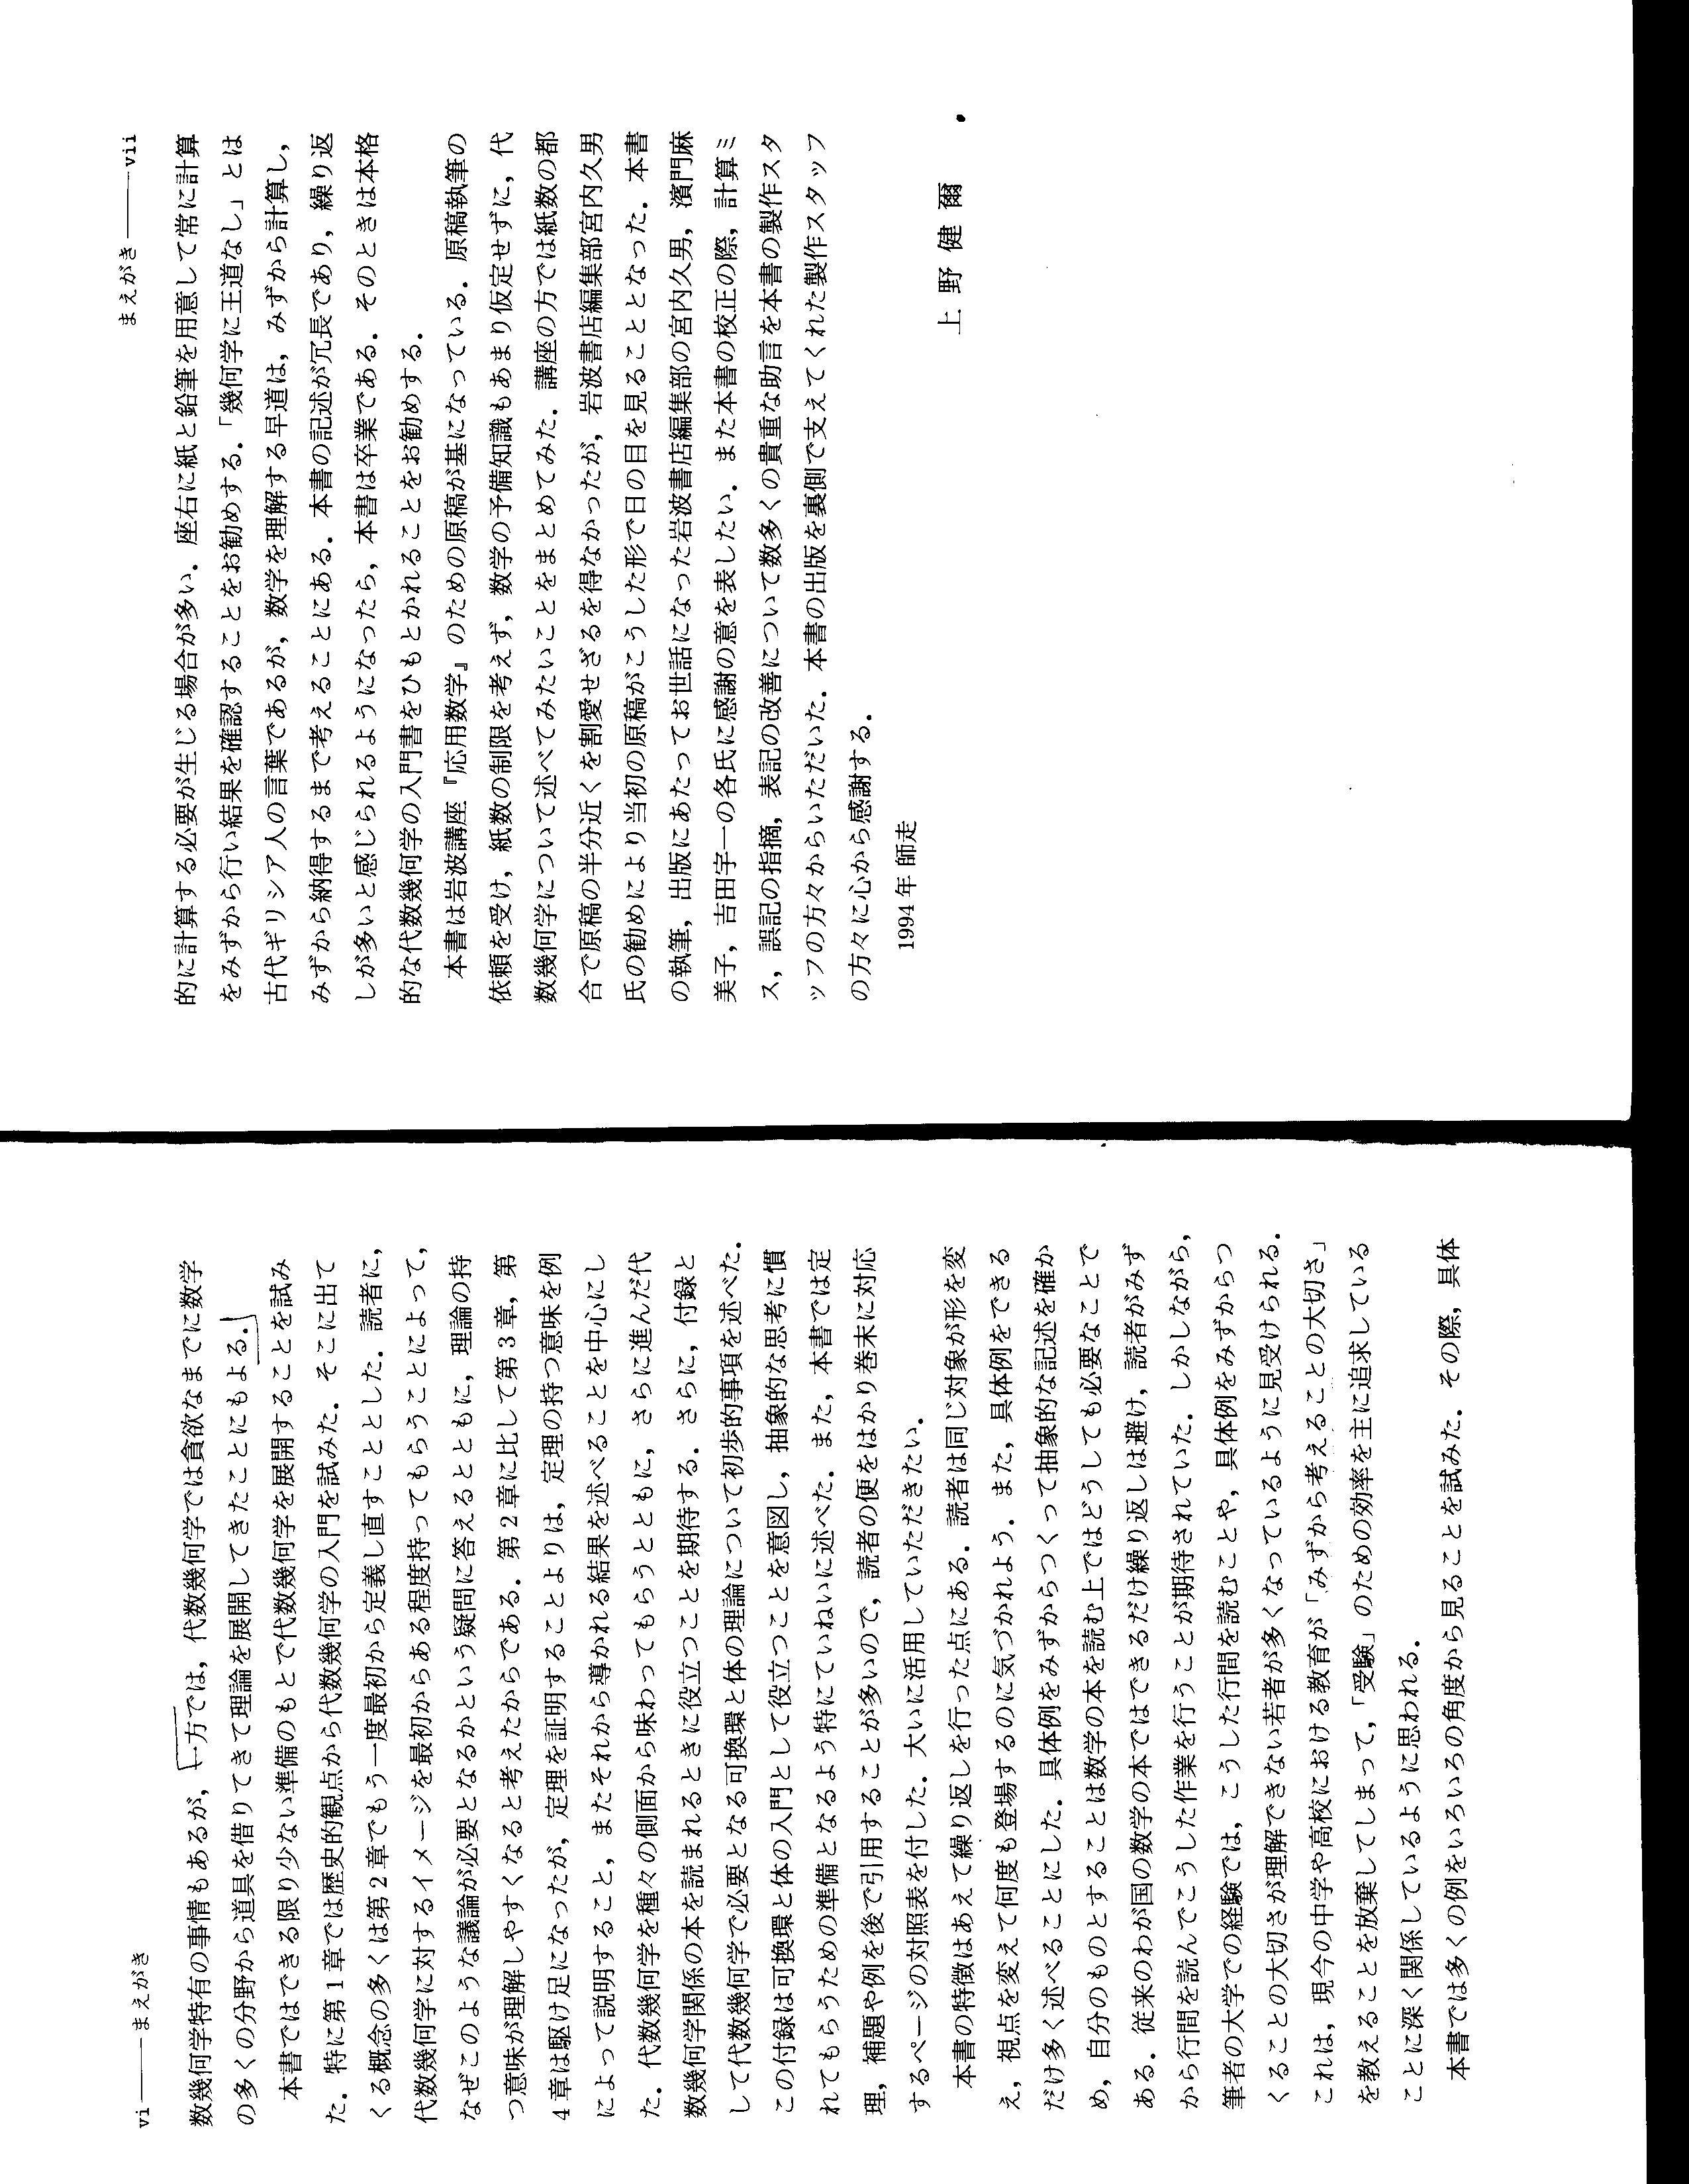 vi――まえがき
数幾何学特有の事情もあるが，一方では，代数幾何学では貪欲なまでに数学
の多くの分野から道具を借りてきて理論を展開してきたことにもよる．
本書ではできる限り少ない準備のもとで代数幾何学を展開することを試み
た．特に第1章では歴史的観点から代数幾何学の入門を試みた．そこに出て
くる概念の多くは第2章でもう一度最初から定義し直すこととした．読者に，
代数幾何学に対するイメージを最初からある程度持ってもらうことによって，
なぜこのような議論が必要となるかという疑問に答えるとともに，理論の持
つ意味が理解しやすくなると考えたからである．第2章に比して第3章，第
4章は駆け足になったが，定理を証明することよりは，定理の持つ意味を例
によって説明すること，またそれから導かれる結果を述べることを中心にし
た．代数幾何学を種々の側面から味わってもらうとともに，さらに進んだ代
数幾何学関係の本を読まれるときに役立つことを期待する．さらに，付録と
して代数幾何学で必要となる可換環と体の理論について初歩的事項を述べた．
この付録は可換環と体の入門として役立つことを意図し，抽象的な思考に慣
れてもらうための準備となるよう特にていねいに述べた．また，本書では定
理，補題や例を後で引用することが多いので，読者の便をはかり巻末に対応
するページの対照表を付した．大いに活用していただきたい．
本書の特徴はあえて繰り返しを行った点にある．読者は同じ対象が形を変
え，視点を変えて何度も登場するのに気づかれよう．また，具体例をできる
だけ多く述べることにした．具体例をみずからつくって抽象的な記述を確か
め，自分のものとすることは数学の本を読む上ではどうしても必要なことで
ある．従来のわが国の数学の本ではできるだけ繰り返しは避け，読者がみず
から行間を読んでこうした作業を行うことが期待されていた．しかしながら，
筆者の大学での経験では，こうした行間を読むことや，具体例をみずからつ
くることの大切さが理解できない若者が多くなっているように見受けられる．
これは，現今の中学や高校における教育が「みずから考えることの大切さ」
を教えることを放棄してしまって，「受験」のための効率を主に追求している
ことに深く関係しているように思われる．
本書では多くの例をいろいろの角度から見ることを試みた．その際，具体
まえがき――vii
的に計算する必要が生じる場合が多い．座右に紙と鉛筆を用意して常に計算
をみずから行い結果を確認することをお勧めする．「幾何学に王道なし」とは
古代ギリシア人の言葉であるが，数学を理解する早道は，みずから計算し，
みずから納得するまで考えることにある．本書の記述が冗長であり，繰り返
しが多いと感じられるようになったら，本書は卒業である．そのときは本格
的な代数幾何学の入門書をひもとかれることをお勧めする．
本書は岩波講座『応用数学』のための原稿が基になっている．原稿執筆の
依頼を受け，紙数の制限を考えず，数学の予備知識もあまり仮定せずに，代
数幾何学について述べてみたいことをまとめてみた．講座の方では紙数の都
合で原稿の半分近くを割愛せざるを得なかったが，岩波書店編集部宮内久男
氏の勧めにより当初の原稿がこうした形で日の目を見ることとなった．本書
の執筆，出版にあたってお世話になった岩波書店編集部の宮内久男，濱門麻
美子，吉田宇一の各氏に感謝の意を表したい．また本書の校正の際，計算ミ
ス，誤記の指摘，表記の改善について数多くの貴重な助言を本書の製作スタ
ッフの方々からいただいた．本書の出版を裏側で支えてくれた製作スタッフ
の方々に心から感謝する．
1994年 師走
上野健爾